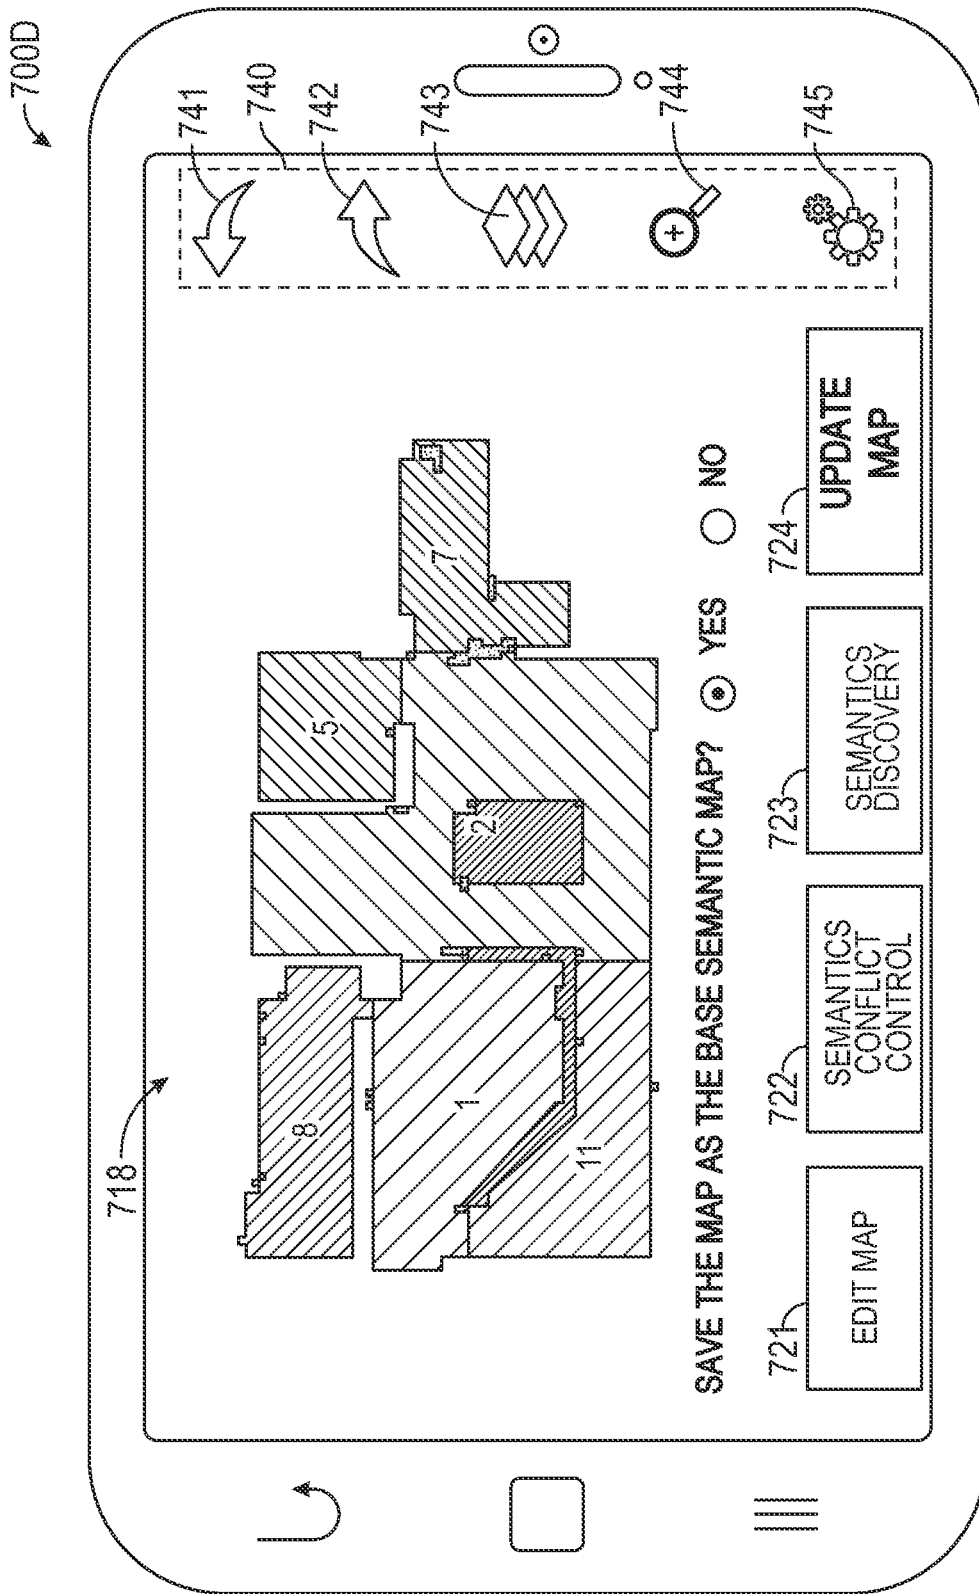 700D
718
741
740
742
743
744
745
8
5
1
2
7
11
SAVE THE MAP AS THE BASE SEMANTIC MAP? YES NO
721
722
723
724
EDIT MAP
SEMANTICS
CONFLICT
CONTROL
SEMANTICS
DISCOVERY
UPDATE
MAP